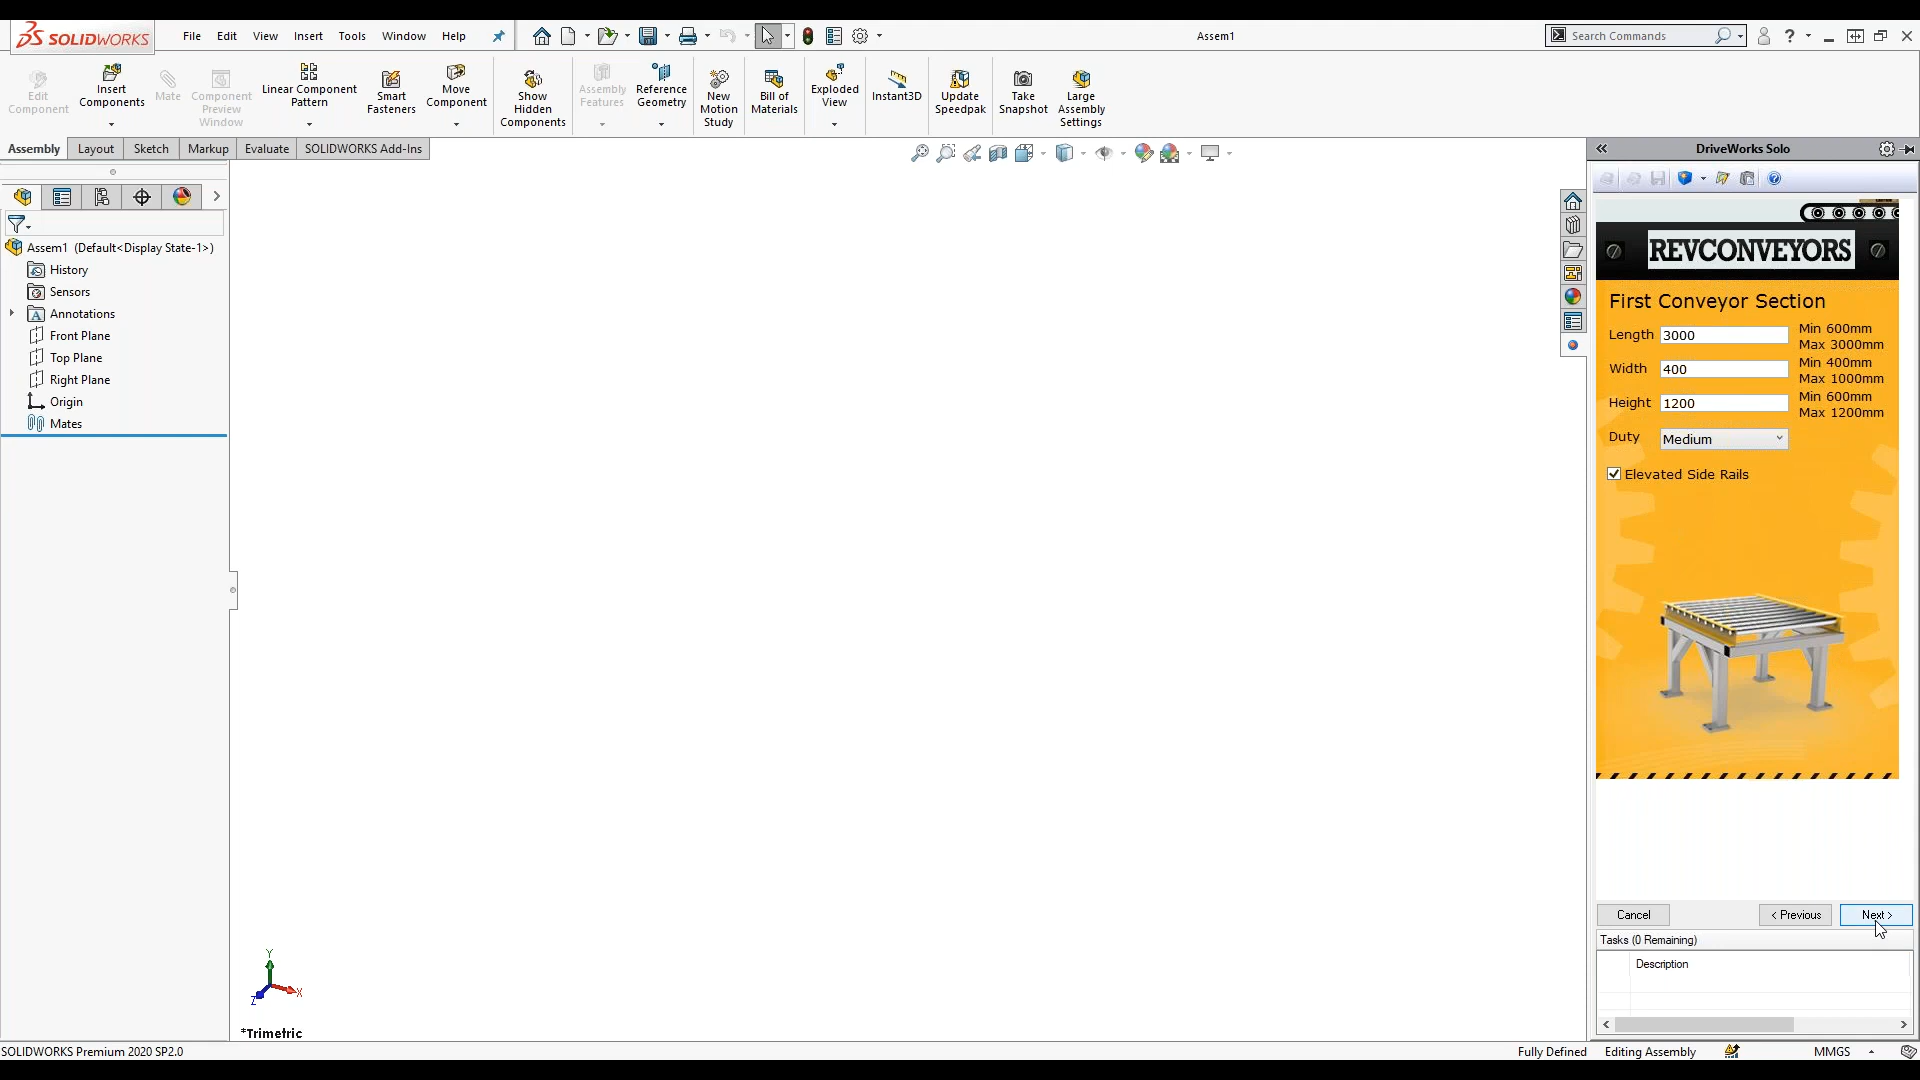 SOLIDWORKS
File Edit View Insert Tools Window Help
Assem1
Search Commands
Edit Component
Insert Components
Mate
Component Preview Window
Linear Component Pattern
Smart Fasteners
Move Component
Show Hidden Components
Assembly Features
Reference Geometry
New Motion Study
Bill of Materials
Exploded View
Instant3D
Update Speedpak
Take Snapshot
Large Assembly Settings
Assembly Layout Sketch Markup Evaluate SOLIDWORKS Add-Ins
Assem1 (Default<Display State-1>)
History
Sensors
Annotations
Front Plane
Top Plane
Right Plane
Origin
Mates
Y
X
Z
*Trimetric
DriveWorks Solo
REVCONVEYORS
First Conveyor Section
Length 3000 Min 600mm
Max 3000mm
Width 400 Min 400mm
Max 1000mm
Height 1200 Min 600mm
Max 1200mm
Duty Medium
Elevated Side Rails
Cancel < Previous Next >
Tasks (0 Remaining)
Description
SOLIDWORKS Premium 2020 SP2.0
Fully Defined Editing Assembly MMGS